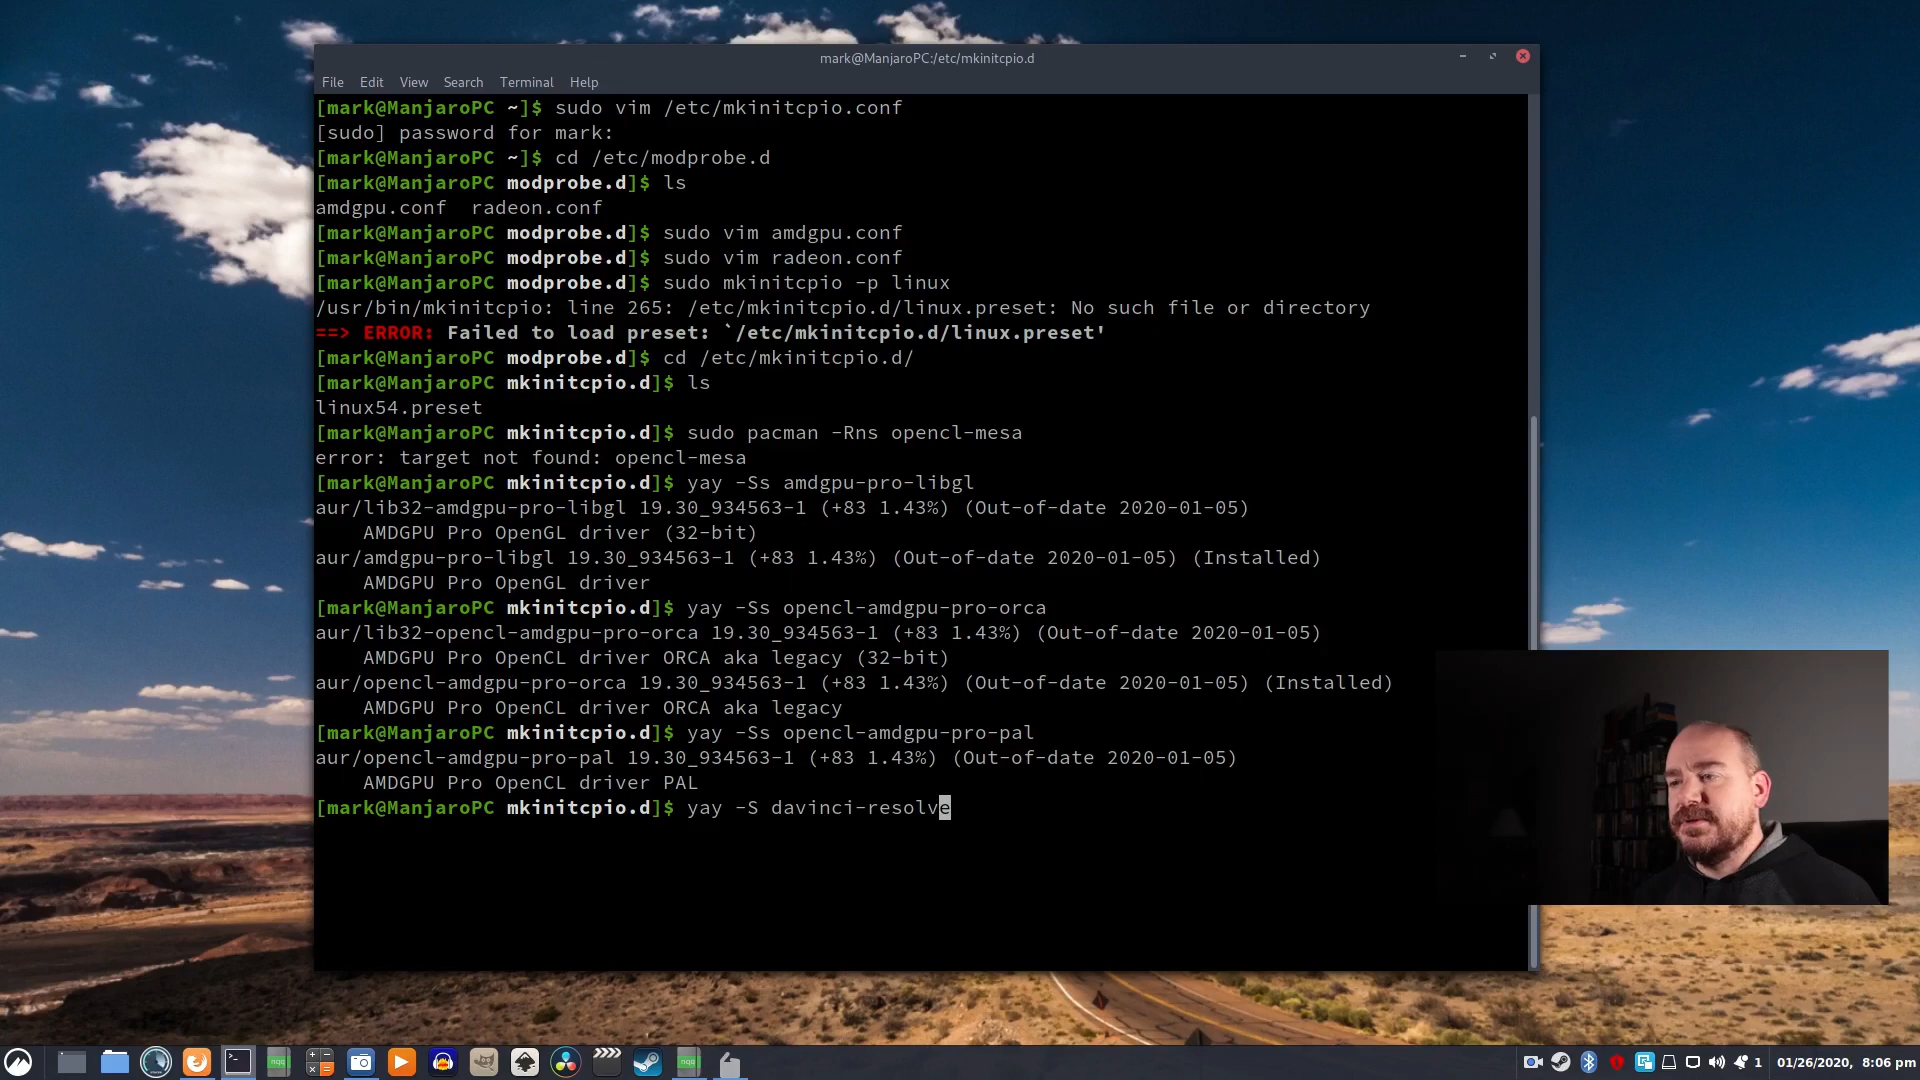 mark@ManjaroPC:/etc/mkinitcpio.d
File Edit View Search Terminal Help
[mark@ManjaroPC ~]$ sudo vim /etc/mkinitcpio.conf
[sudo] password for mark:
[mark@ManjaroPC ~]$ cd /etc/modprobe.d
[mark@ManjaroPC modprobe.d]$ ls
amdgpu.conf  radeon.conf
[mark@ManjaroPC modprobe.d]$ sudo vim amdgpu.conf
[mark@ManjaroPC modprobe.d]$ sudo vim radeon.conf
[mark@ManjaroPC modprobe.d]$ sudo mkinitcpio -p linux
/usr/bin/mkinitcpio: line 265: /etc/mkinitcpio.d/linux.preset: No such file or directory
==> ERROR: Failed to load preset: `/etc/mkinitcpio.d/linux.preset'
[mark@ManjaroPC modprobe.d]$ cd /etc/mkinitcpio.d/
[mark@ManjaroPC mkinitcpio.d]$ ls
linux54.preset
[mark@ManjaroPC mkinitcpio.d]$ sudo pacman -Rns opencl-mesa
error: target not found: opencl-mesa
[mark@ManjaroPC mkinitcpio.d]$ yay -Ss amdgpu-pro-libgl
aur/lib32-amdgpu-pro-libgl 19.30_934563-1 (+83 1.43%) (Out-of-date 2020-01-05)
    AMDGPU Pro OpenGL driver (32-bit)
aur/amdgpu-pro-libgl 19.30_934563-1 (+83 1.43%) (Out-of-date 2020-01-05) (Installed)
    AMDGPU Pro OpenGL driver
[mark@ManjaroPC mkinitcpio.d]$ yay -Ss opencl-amdgpu-pro-orca
aur/lib32-opencl-amdgpu-pro-orca 19.30_934563-1 (+83 1.43%) (Out-of-date 2020-01-05)
    AMDGPU Pro OpenCL driver ORCA aka legacy (32-bit)
aur/opencl-amdgpu-pro-orca 19.30_934563-1 (+83 1.43%) (Out-of-date 2020-01-05) (Installed)
    AMDGPU Pro OpenCL driver ORCA aka legacy
[mark@ManjaroPC mkinitcpio.d]$ yay -Ss opencl-amdgpu-pro-pal
aur/opencl-amdgpu-pro-pal 19.30_934563-1 (+83 1.43%) (Out-of-date 2020-01-05)
    AMDGPU Pro OpenCL driver PAL
[mark@ManjaroPC mkinitcpio.d]$ yay -S davinci-resolve
nqq nqq 1 01/26/2020, 8:06 pm